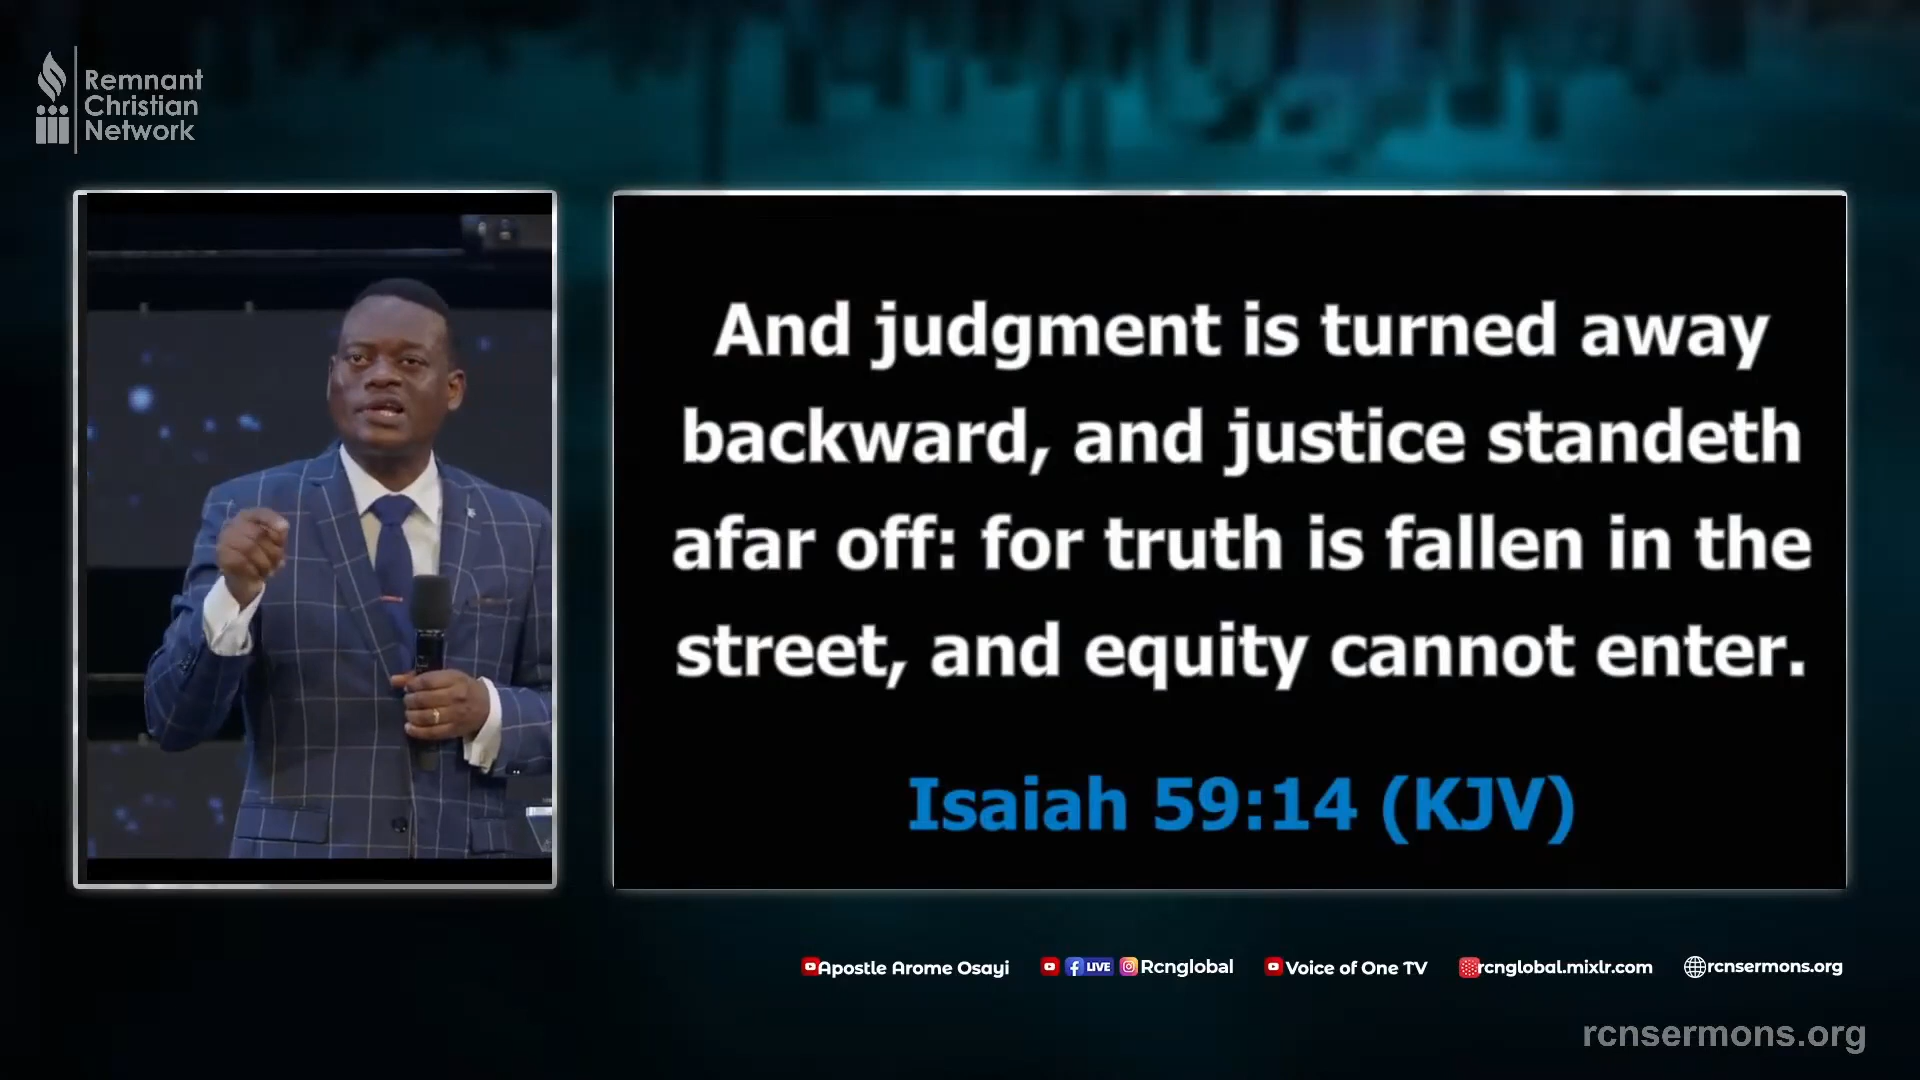 Remnant
Christian
Network
And judgment is turned away
backward, and justice standeth
afar off: for truth is fallen in the
street, and equity cannot enter.
Isaiah 59:14 (KJV)
Apostle Arome Osayi LIVE Rcnglobal Voice of One TV rcnglobal.mixlr.com rcnsermons.org
rcnsermons.org